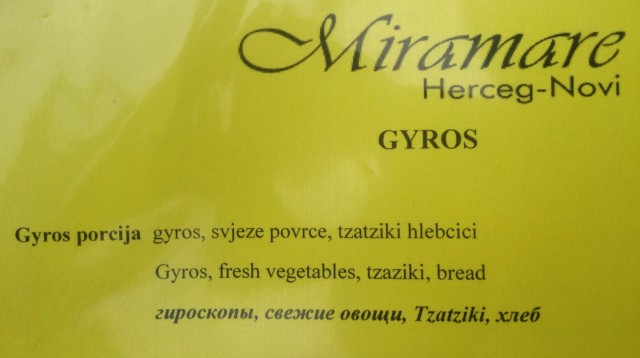 Miramare
Herceg-Novi
GYROS
Gyros porcija gyros, svjeze povrce, tzatziki hlebcici
Gyros, fresh vegetables, tzaziki, bread
гироскопы, свежие овощи, Tzatziki, хлеб